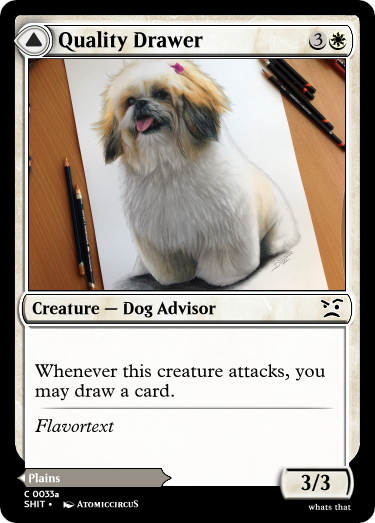 Quality Drawer 3
Creature — Dog Advisor
Whenever this creature attacks, you
may draw a card.
Flavortext
Plains
3/3
C 0033a
SHIT • AtomiccircuS
whats that